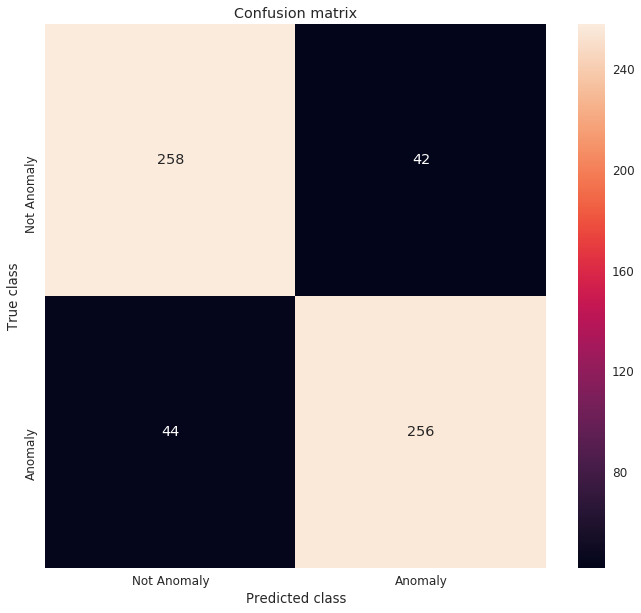 Confusion matrix
Not Anomaly
258
42
240
200
160
120
80
True class
Anomaly
44
256
Not Anomaly
Anomaly
Predicted class